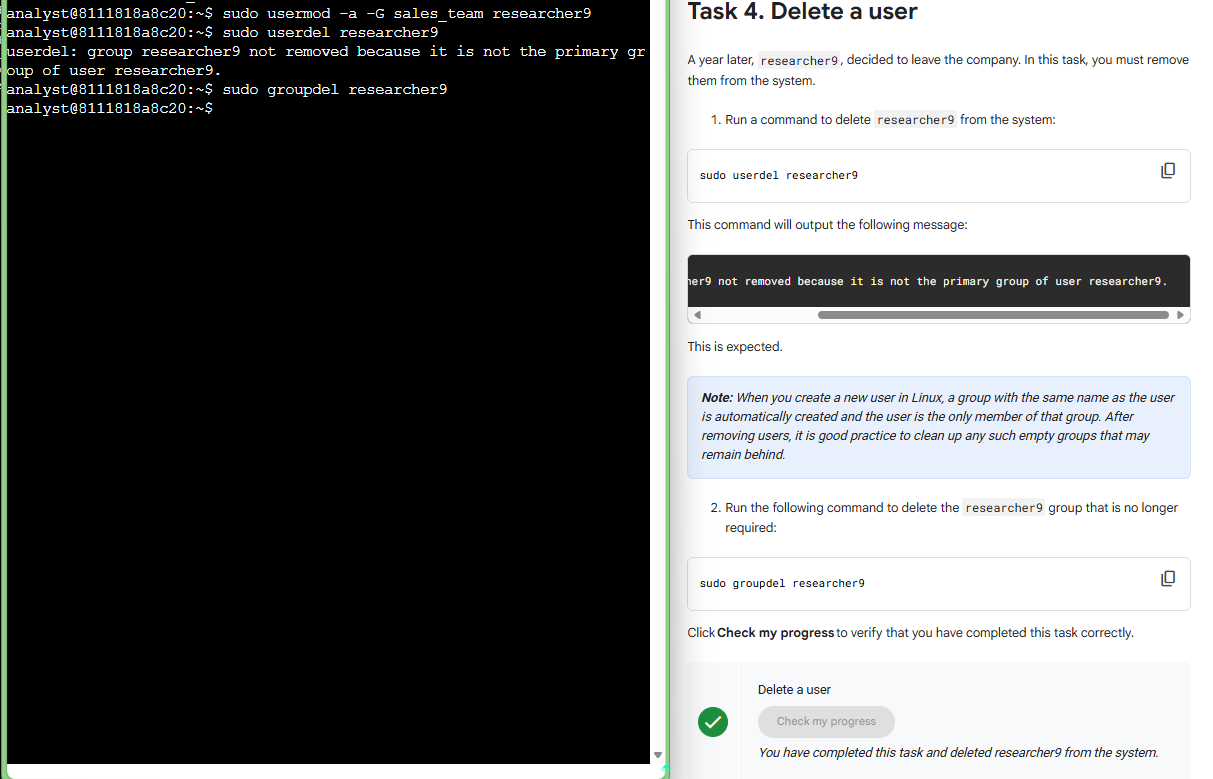 analyst@8111818a8c20:~$ sudo usermod -a -G sales_team researcher9
analyst@8111818a8c20:~$ sudo userdel researcher9
userdel: group researcher9 not removed because it is not the primary gr
oup of user researcher9.
analyst@8111818a8c20:~$ sudo groupdel researcher9
analyst@8111818a8c20:~$
Task 4. Delete a user
A year later, researcher9, decided to leave the company. In this task, you must remove
them from the system.
1. Run a command to delete researcher9 from the system:
sudo userdel researcher9
This command will output the following message:
her9 not removed because it is not the primary group of user researcher9.
This is expected.
Note: When you create a new user in Linux, a group with the same name as the user
is automatically created and the user is the only member of that group. After
removing users, it is good practice to clean up any such empty groups that may
remain behind.
2. Run the following command to delete the researcher9 group that is no longer
required:
sudo groupdel researcher9
Click Check my progress to verify that you have completed this task correctly.
Delete a user
Check my progress
You have completed this task and deleted researcher9 from the system.